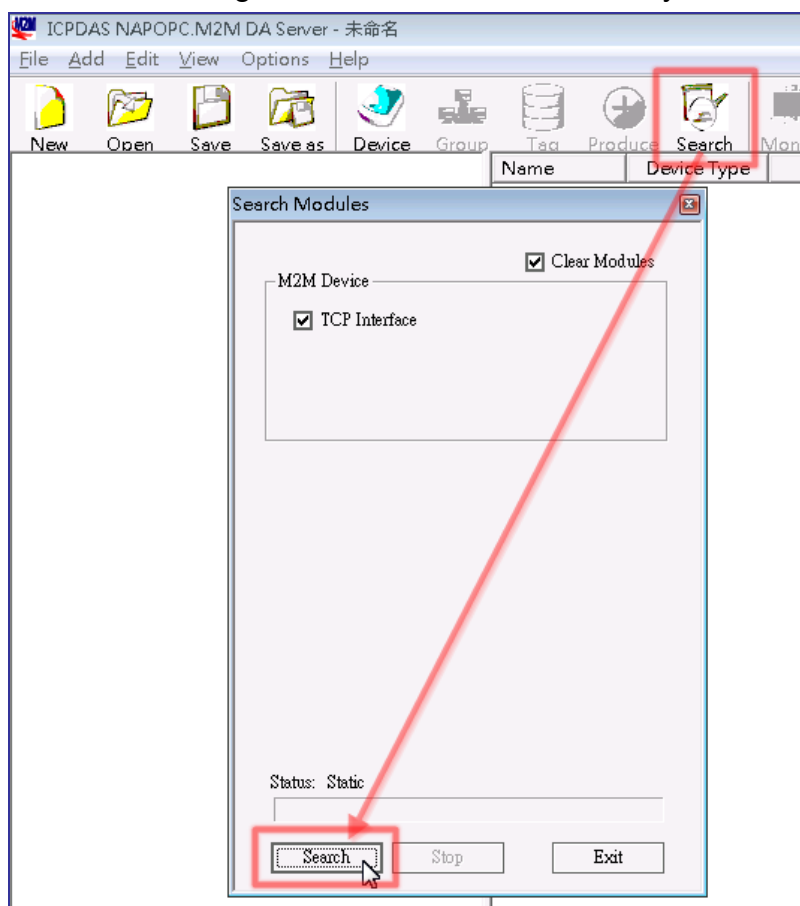 ICPDAS NAPOPC.M2M DA Server - 未命名
File Add Edit View Options Help
New Open Save Save as Device Group Tag Produce Search Mon
Name Device Type
Search Modules
Clear Modules
M2M Device
TCP Interface
Status: Static
Search Stop Exit